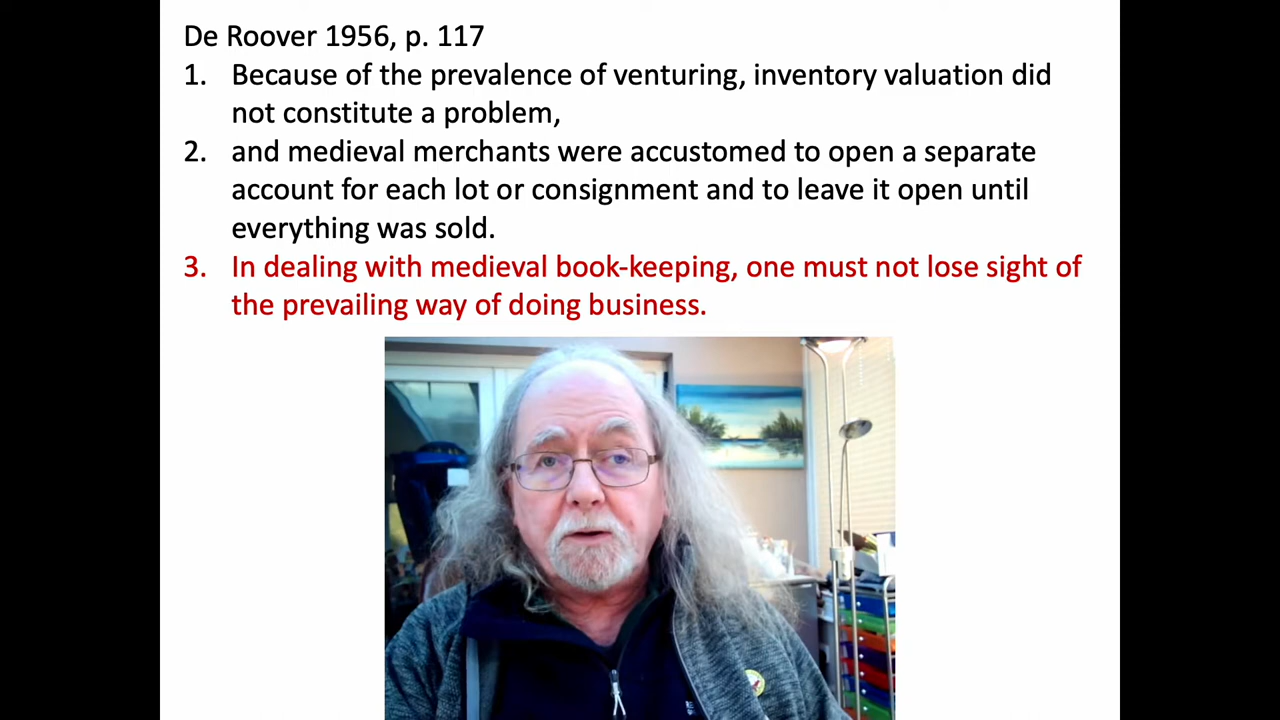 De Roover 1956, p. 117
1. Because of the prevalence of venturing, inventory valuation did
not constitute a problem,
2. and medieval merchants were accustomed to open a separate
account for each lot or consignment and to leave it open until
everything was sold.
3. In dealing with medieval book-keeping, one must not lose sight of
the prevailing way of doing business.